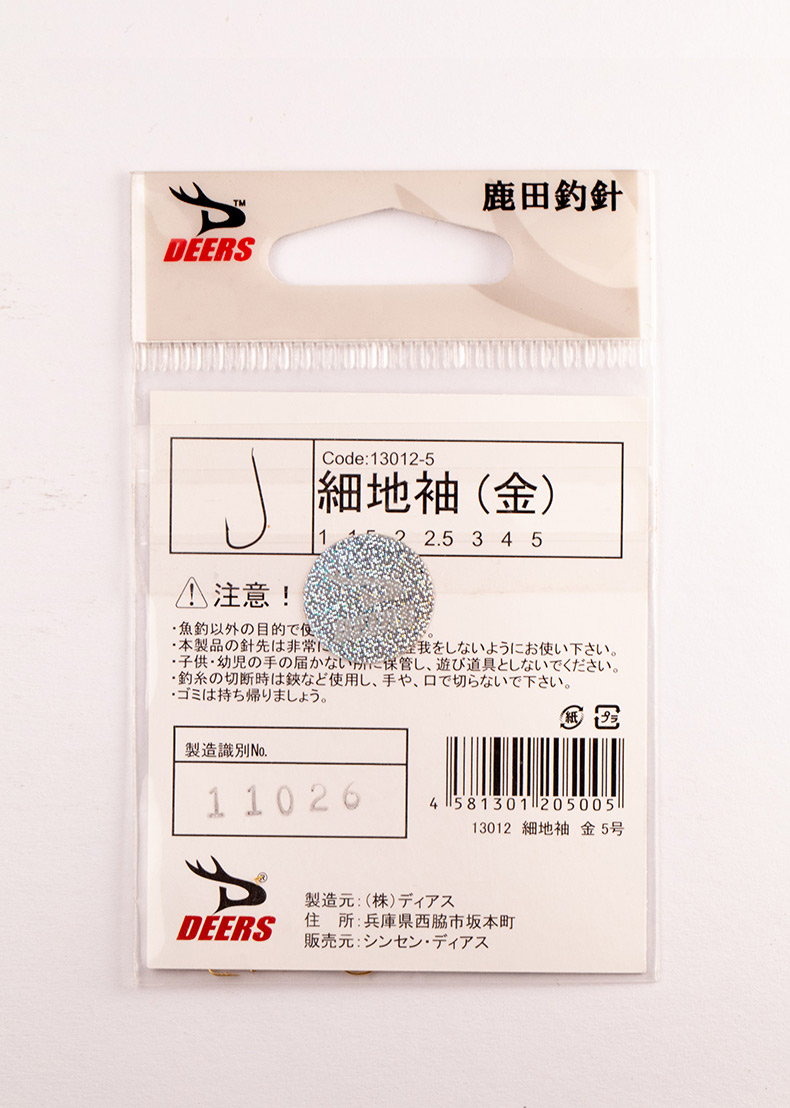 TM
DEERS
鹿田釣針
Code:13012-5
細地袖（金）
1 1.5 2 2.5 3 4 5
注意！
・魚釣以外の目的で使
・本製品の針先は非常に 我をしないようにお使い下さい。
・子供・幼児の手の届かない所に保管し、遊び道具としないでください。
・釣糸の切断時は鋏など使用し、手や、口で切らないで下さい。
・ゴミは持ち帰りましょう。
紙 プラ
製造識別No.
11026
4 581301 205005
13012 細地袖 金 5号
®
DEERS
製造元：（株）ディアス
住 所：兵庫県西脇市坂本町
販売元：シンセン・ディアス